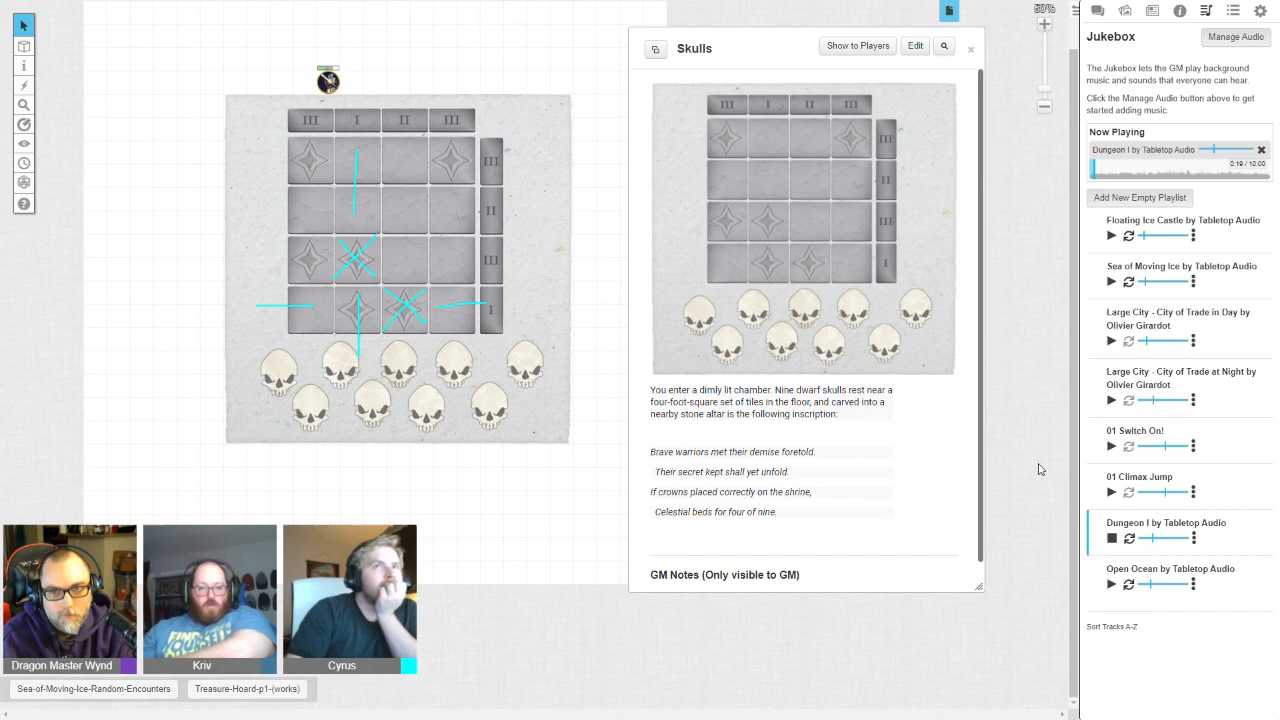 50%
Skulls
Show to Players
Edit
III I II III
III
II
III
I
III I II III
III
II
III
I
You enter a dimly lit chamber. Nine dwarf skulls rest near a
four-foot-square set of tiles in the floor, and carved into a
nearby stone altar is the following inscription:
Brave warriors met their demise foretold.
Their secret kept shall yet unfold.
If crowns placed correctly on the shrine,
Celestial beds for four of nine.
GM Notes (Only visible to GM)
Dragon Master Wynd
Kriv
Cyrus
Sea-of-Moving-Ice-Random-Encounters
Treasure-Hoard-p1-(works)
Jukebox
Manage Audio
The Jukebox lets the GM play background
music and sounds that everyone can hear.
Click the Manage Audio button above to get
started adding music.
Now Playing
Dungeon I by Tabletop Audio
0:19 / 10:00
Add New Empty Playlist
Floating Ice Castle by Tabletop Audio
Sea of Moving Ice by Tabletop Audio
Large City - City of Trade in Day by
Olivier Girardot
Large City - City of Trade at Night by
Olivier Girardot
01 Switch On!
01 Climax Jump
Dungeon I by Tabletop Audio
Open Ocean by Tabletop Audio
Sort Tracks A-Z